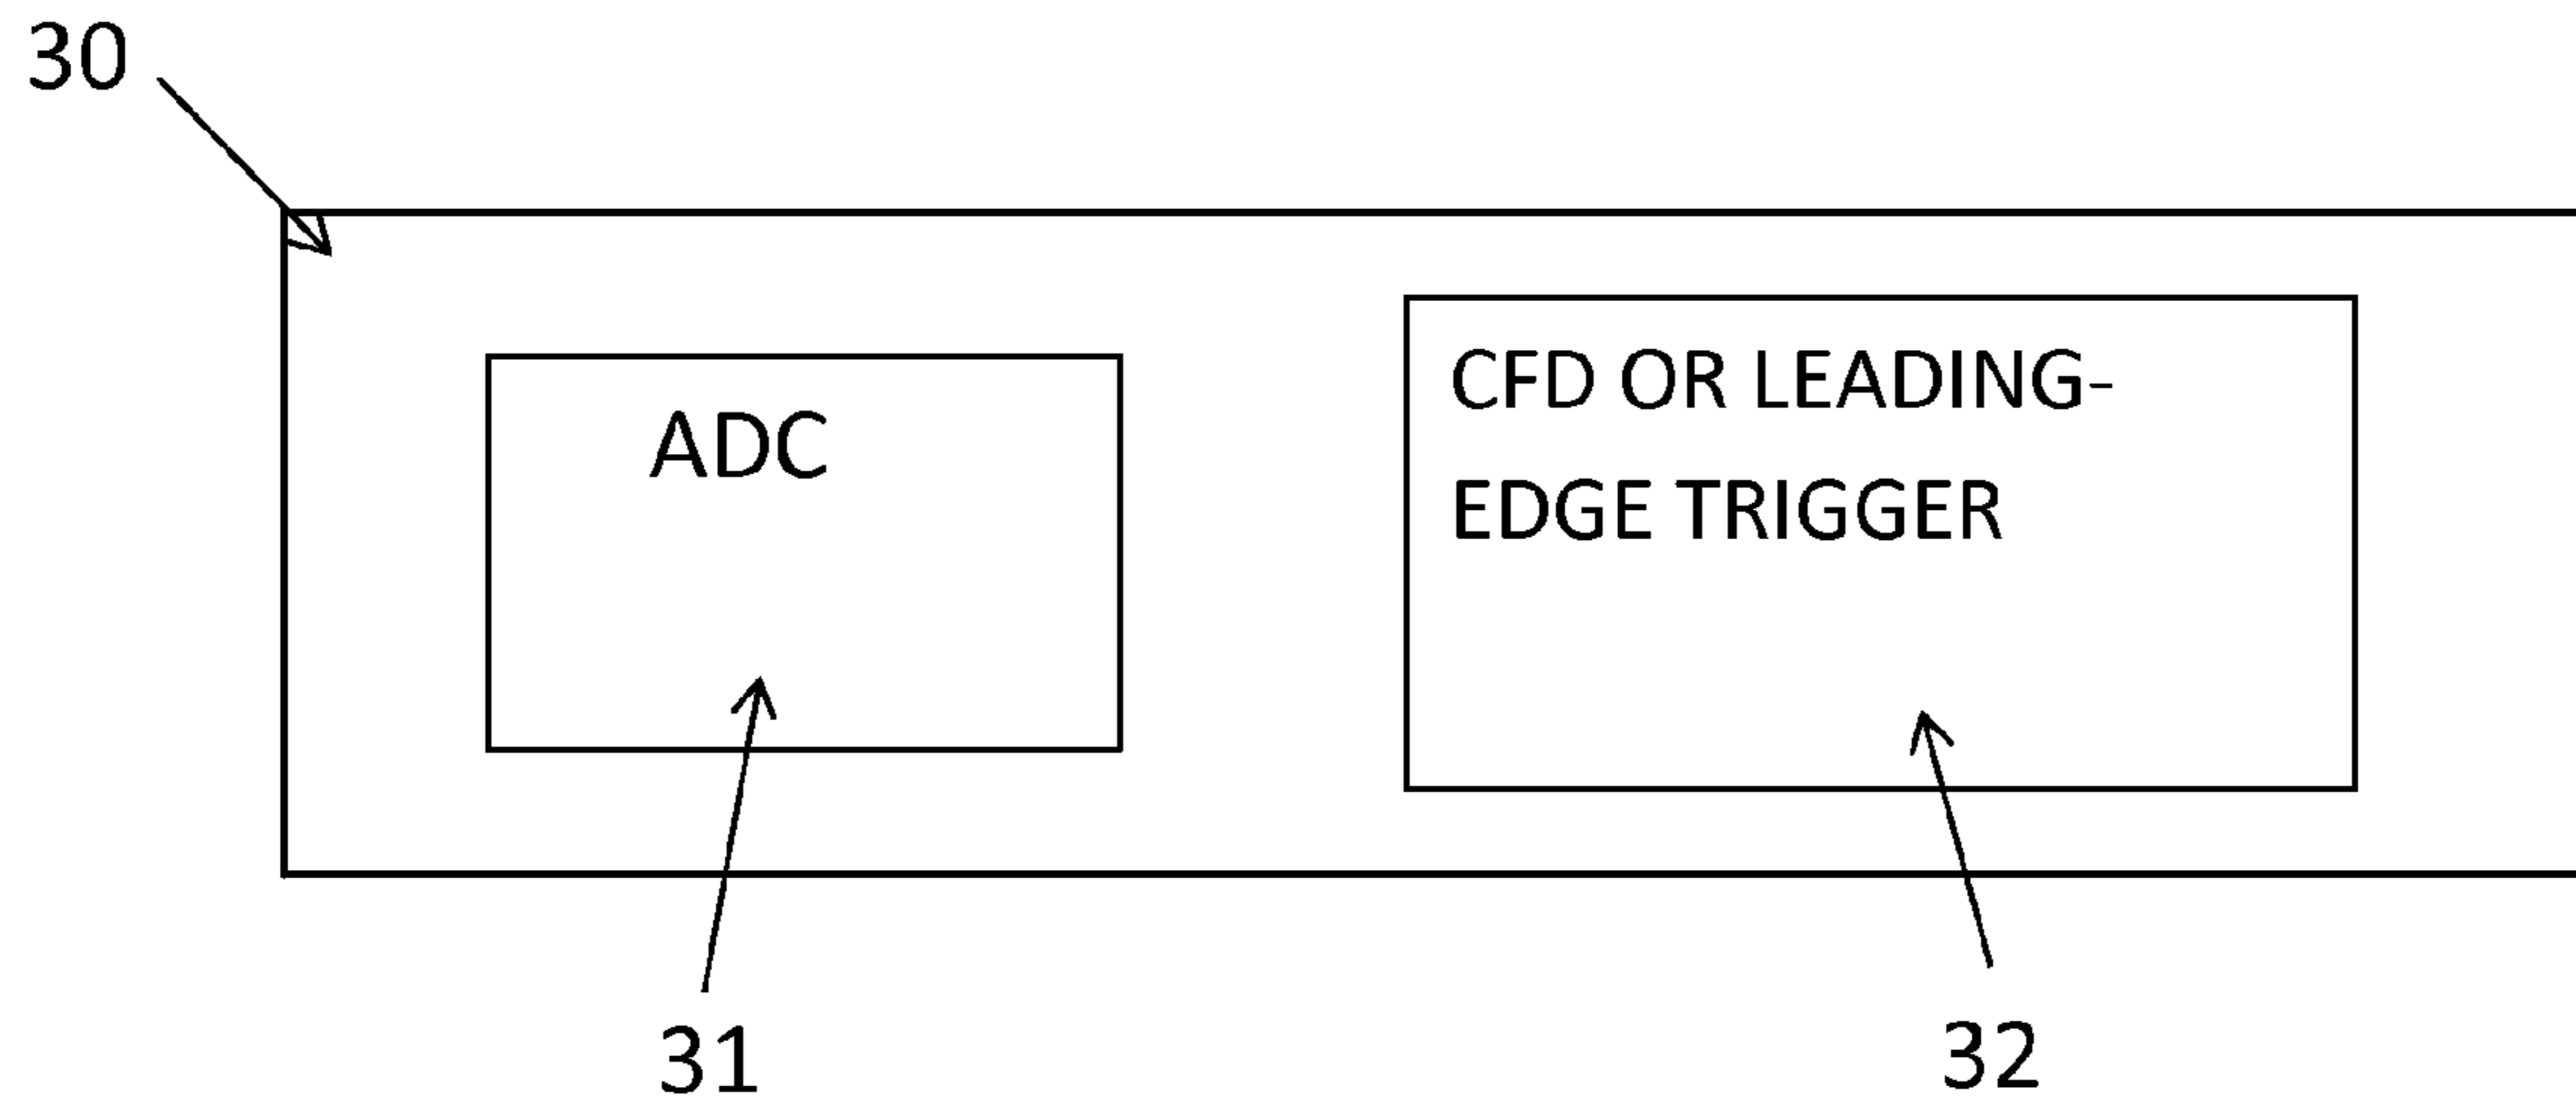 30
ADC
CFD OR LEADING-
EDGE TRIGGER
31
32